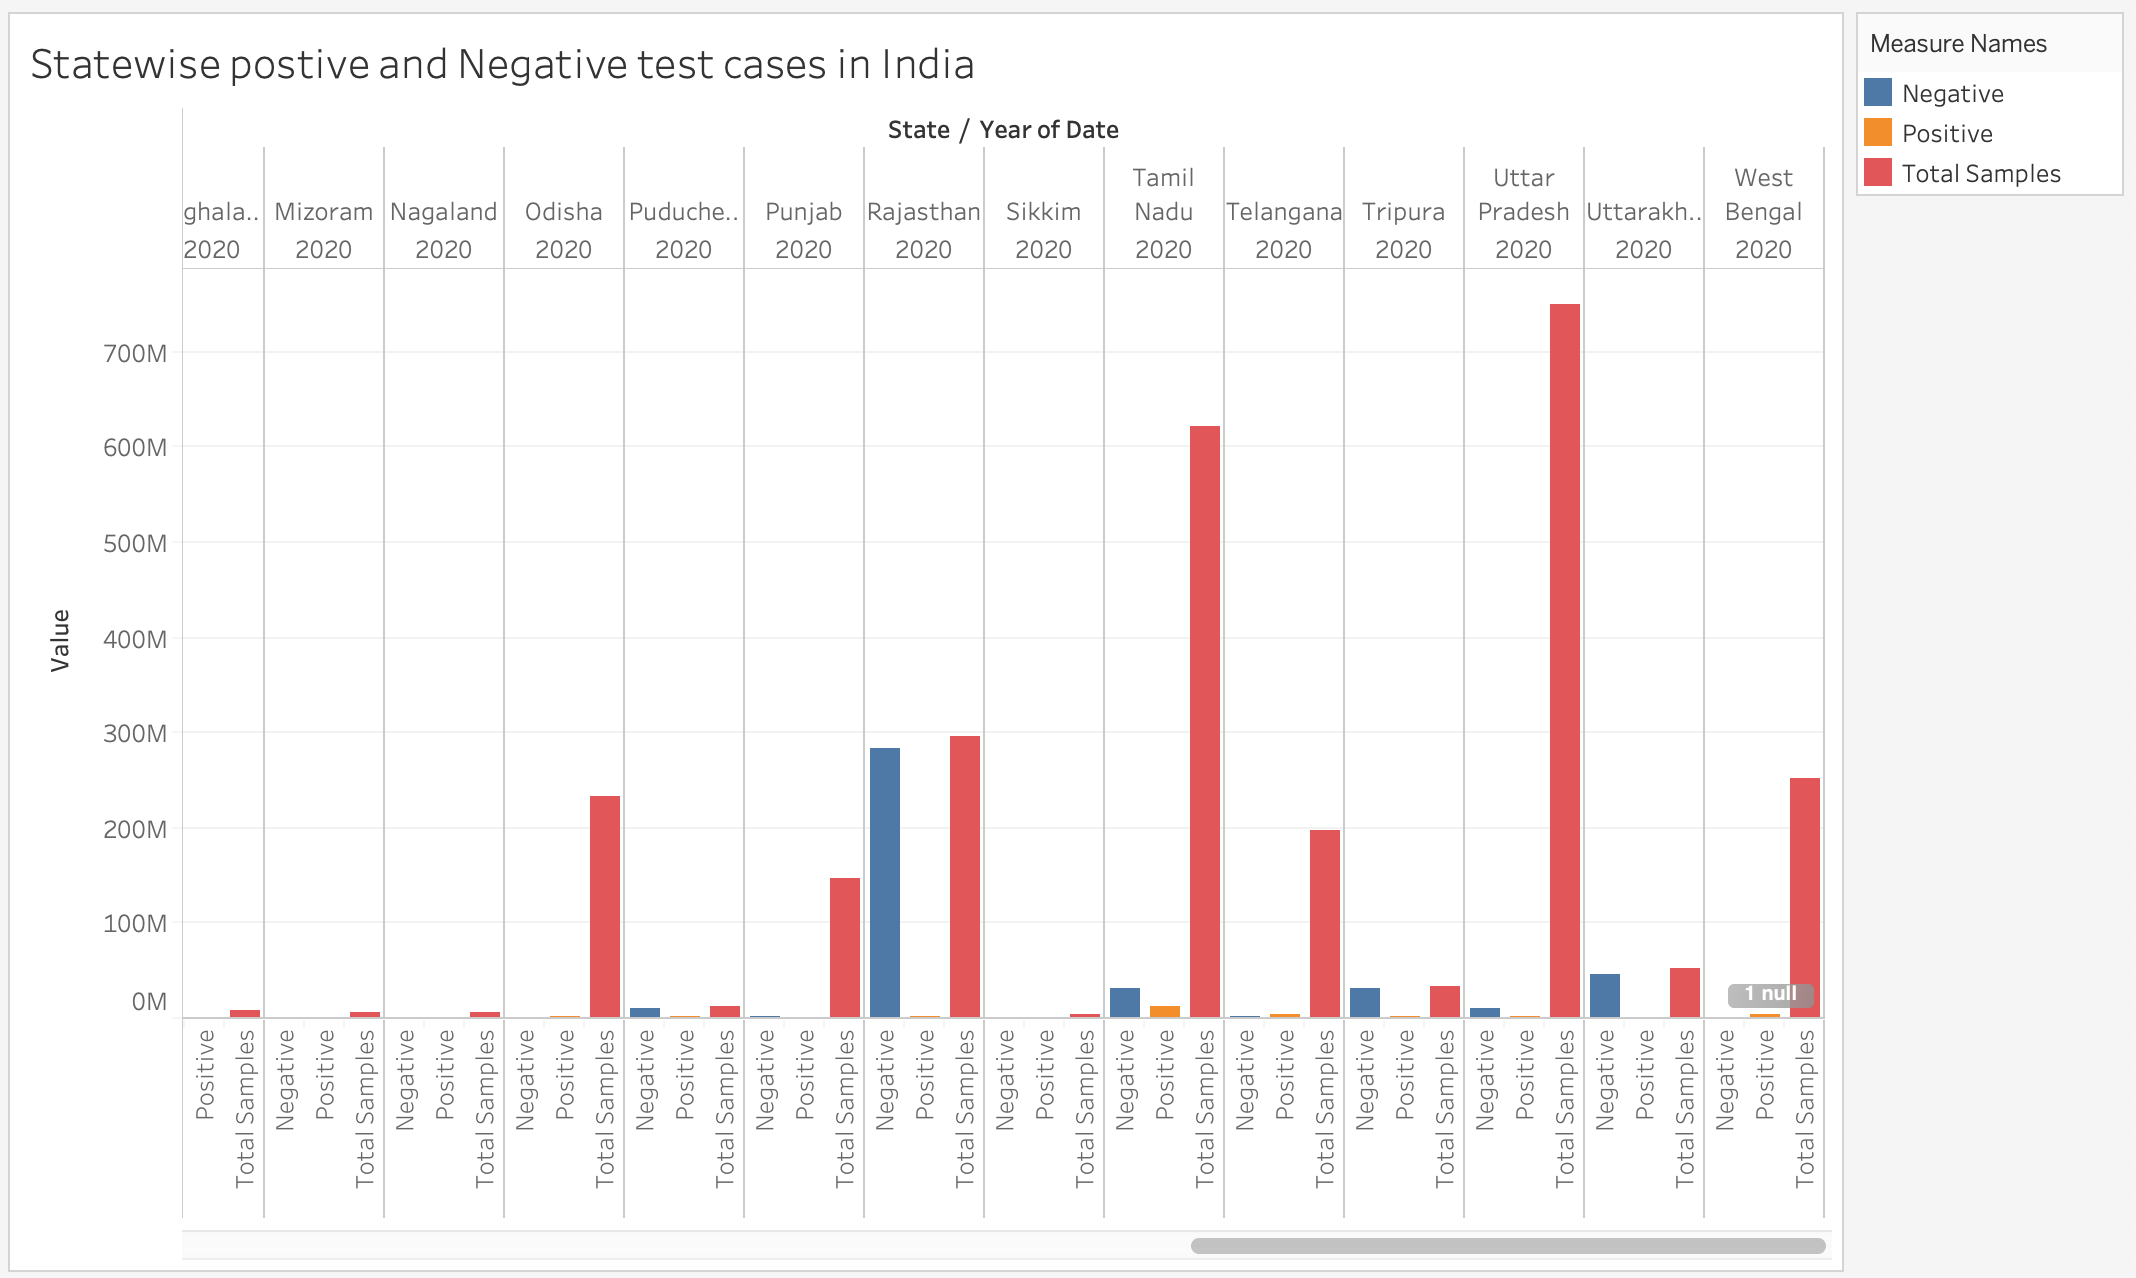 Statewise postive and Negative test cases in India
State / Year of Date
ghala.. Mizoram Nagaland Odisha Puduche.. Punjab Rajasthan Sikkim Tamil Nadu Telangana Tripura Uttar Pradesh Uttarakh.. West Bengal
2020 2020 2020 2020 2020 2020 2020 2020 2020 2020 2020 2020 2020 2020
Value
700M
600M
500M
400M
300M
200M
100M
0M
1 null
Positive Total Samples Negative Positive Total Samples Negative Positive Total Samples Negative Positive Total Samples Negative Positive Total Samples Negative Positive Total Samples Negative Positive Total Samples Negative Positive Total Samples Negative Positive Total Samples Negative Positive Total Samples Negative Positive Total Samples Negative Positive Total Samples Negative Positive Total Samples Negative Positive Total Samples
Measure Names
Negative
Positive
Total Samples